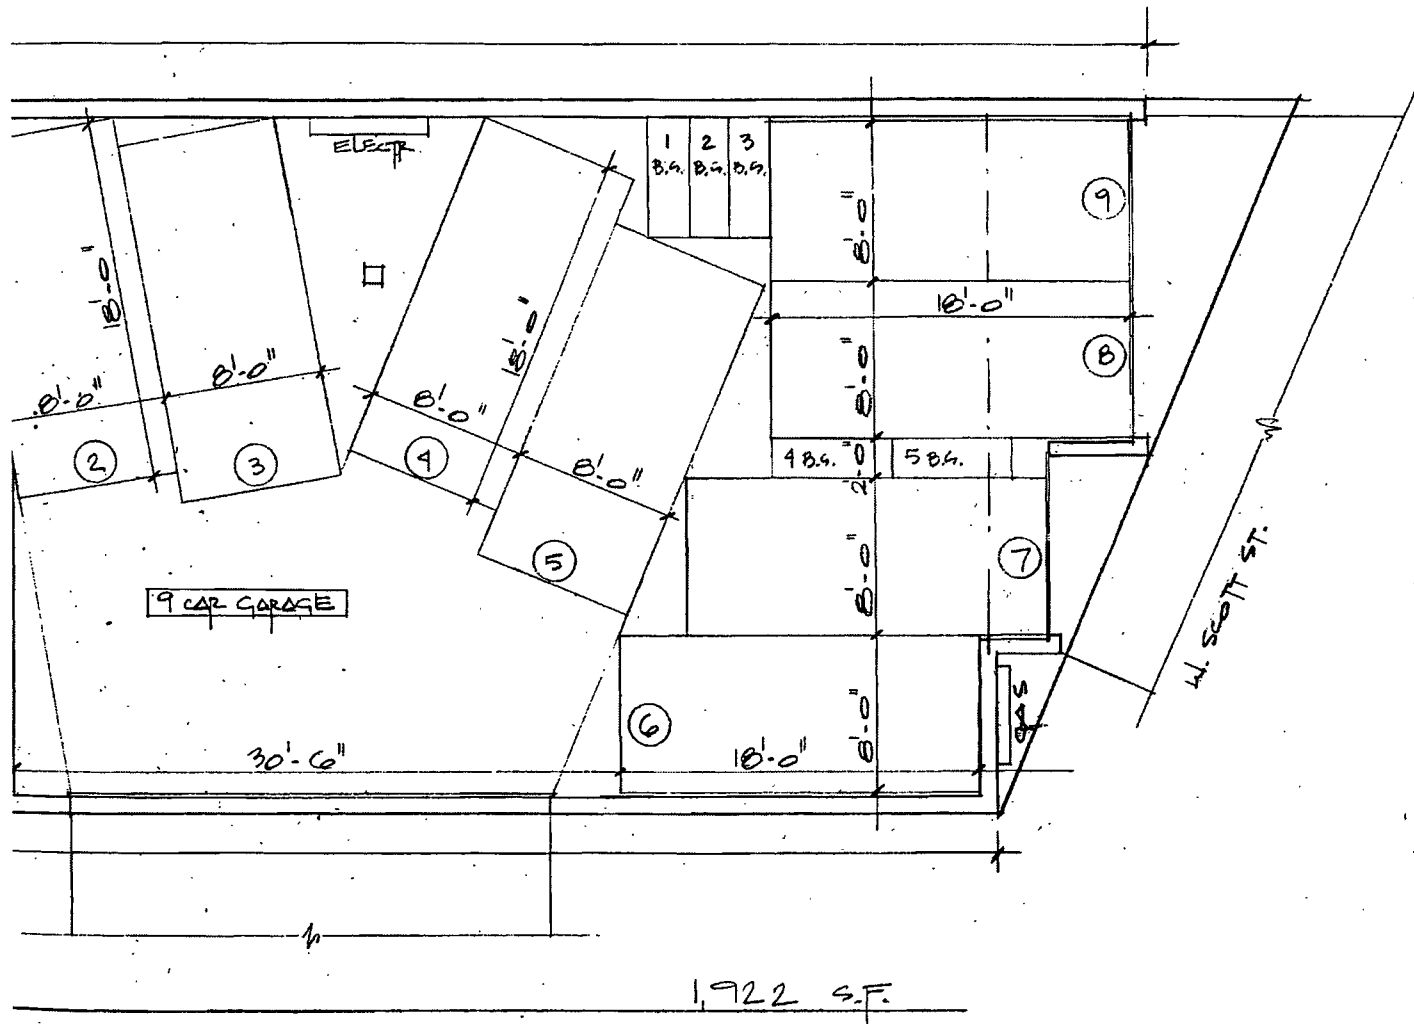 ELECTR.
1 2 3
B.S. B.S. B.S.
9
8'-0"
18'-0"
18'-0"
8
8'-0"
18'-0"
8'-0"
8'-0"
8'-0"
8'-0"
2 3 4
4 B.S. 5 B.S.
2'-0"
5
7
8'-0"
9 CAR GARAGE
W. SCOTT ST.
6
8'-0"
GAS
30'-6"
18'-0"
1,922 S.F.